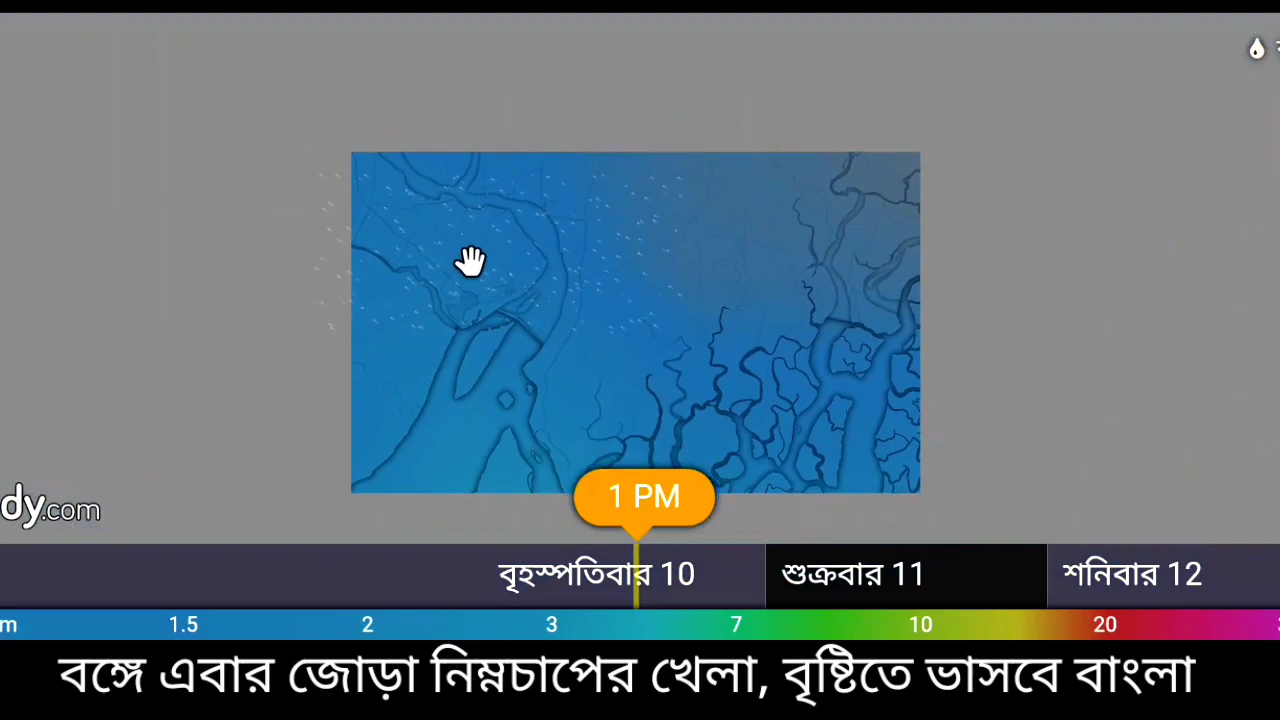 1 PM
dy.com
বৃহস্পতিবার 10 শুক্রবার 11 শনিবার 12
m 1.5 2 3 7 10 20
বঙ্গে এবার জোড়া নিম্নচাপের খেলা, বৃষ্টিতে ভাসবে বাংলা